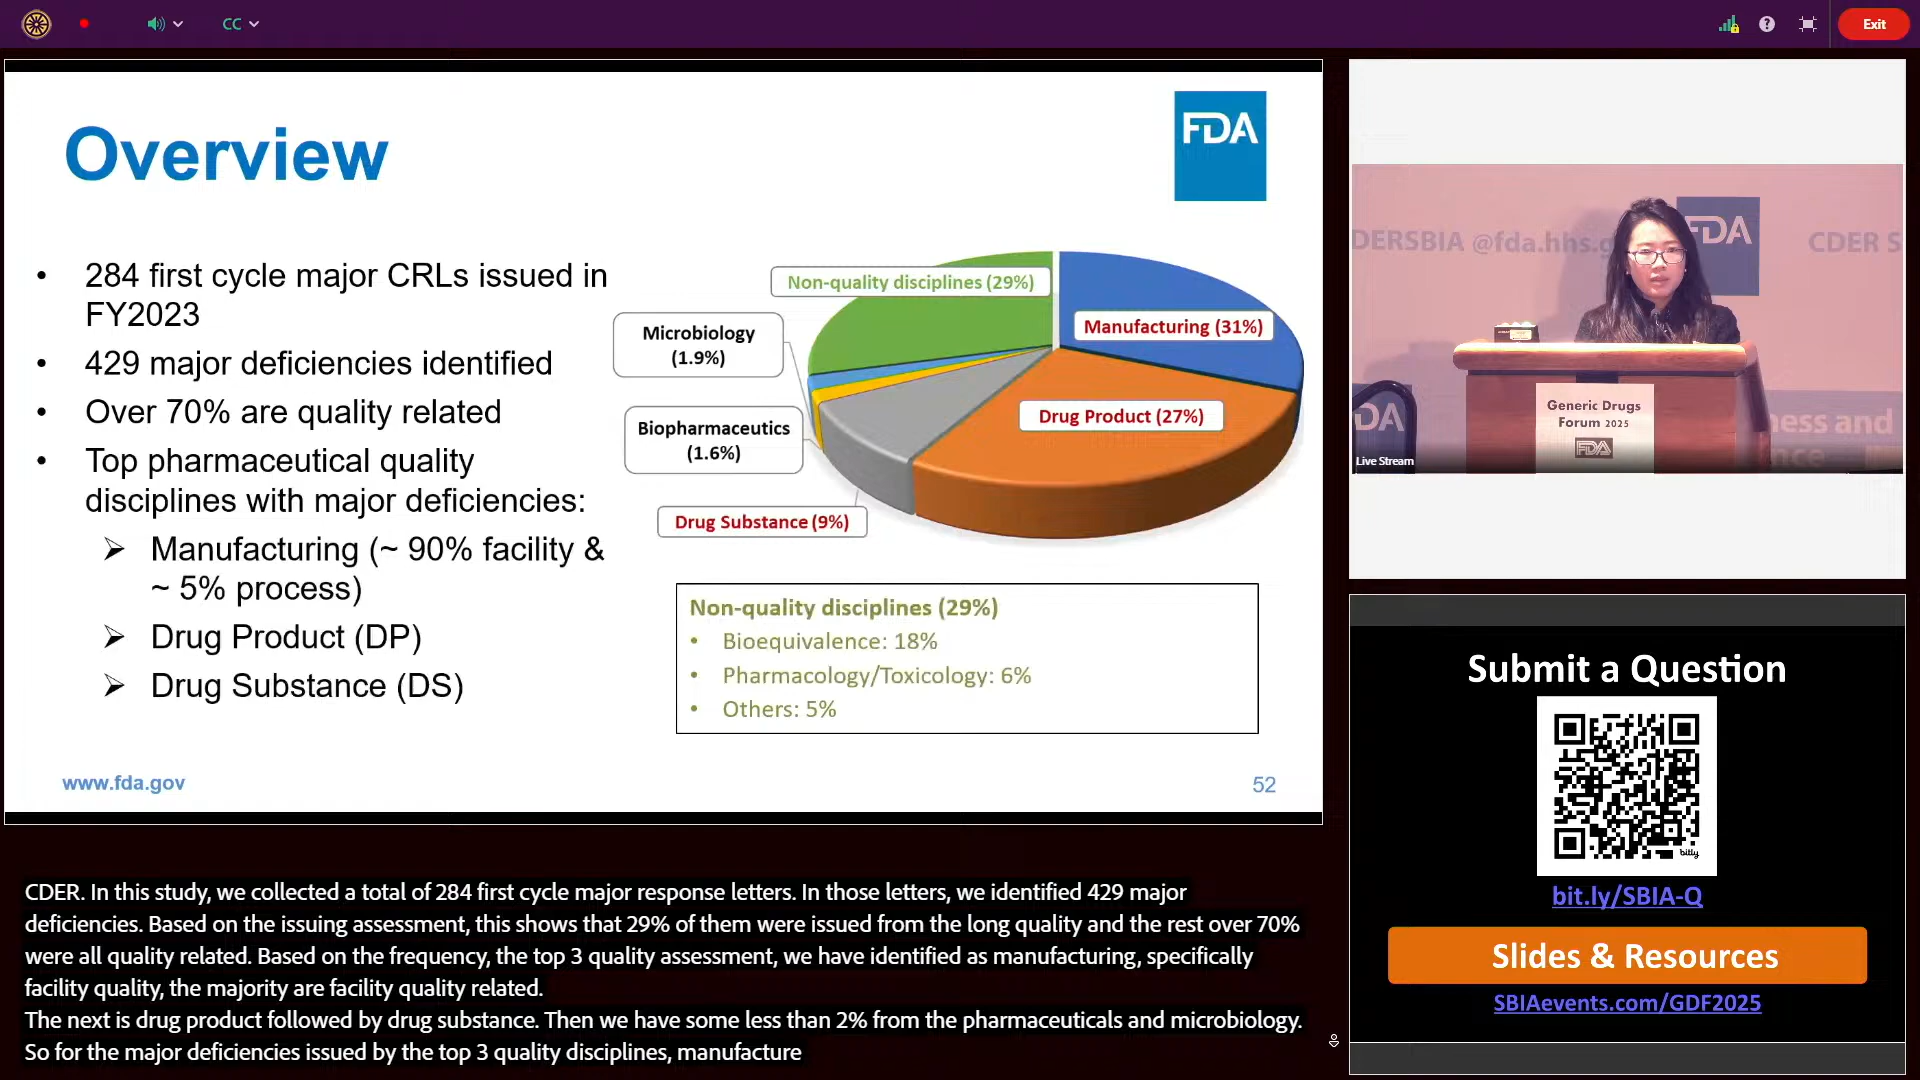 CC
Exit
Overview
FDA
• 284 first cycle major CRLs issued in
FY2023
• 429 major deficiencies identified
• Over 70% are quality related
• Top pharmaceutical quality
disciplines with major deficiencies:
➢ Manufacturing (~ 90% facility &
~ 5% process)
➢ Drug Product (DP)
➢ Drug Substance (DS)
Non-quality disciplines (29%)
Manufacturing (31%)
Microbiology
(1.9%)
Drug Product (27%)
Biopharmaceutics
(1.6%)
Drug Substance (9%)
Non-quality disciplines (29%)
• Bioequivalence: 18%
• Pharmacology/Toxicology: 6%
• Others: 5%
www.fda.gov
52
DERSBIA @fda.hhs.g
FDA
CDER S
DA
Generic Drugs
Forum 2025
FDA
ness and
nce
Live Stream
Submit a Question
bitly
bit.ly/SBIA-Q
Slides & Resources
SBIAevents.com/GDF2025
CDER. In this study, we collected a total of 284 first cycle major response letters. In those letters, we identified 429 major
deficiencies. Based on the issuing assessment, this shows that 29% of them were issued from the long quality and the rest over 70%
were all quality related. Based on the frequency, the top 3 quality assessment, we have identified as manufacturing, specifically
facility quality, the majority are facility quality related.
The next is drug product followed by drug substance. Then we have some less than 2% from the pharmaceuticals and microbiology.
So for the major deficiencies issued by the top 3 quality disciplines, manufacture